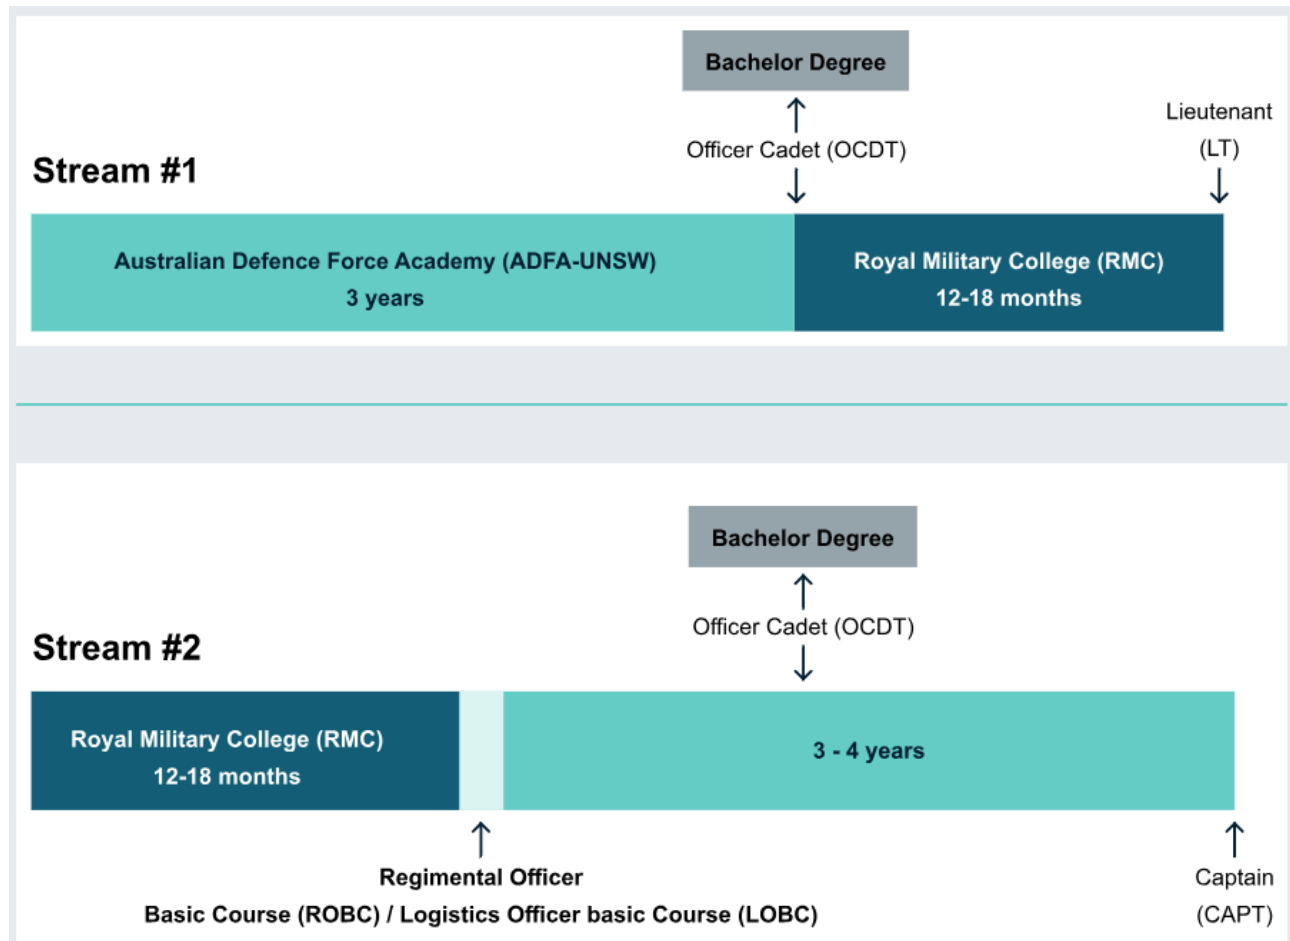 Bachelor Degree
Officer Cadet (OCDT)
Lieutenant
(LT)
Stream #1
Australian Defence Force Academy (ADFA-UNSW)
3 years
Royal Military College (RMC)
12-18 months
Bachelor Degree
Officer Cadet (OCDT)
Stream #2
Royal Military College (RMC)
12-18 months
3 - 4 years
Regimental Officer
Basic Course (ROBC) / Logistics Officer basic Course (LOBC)
Captain
(CAPT)